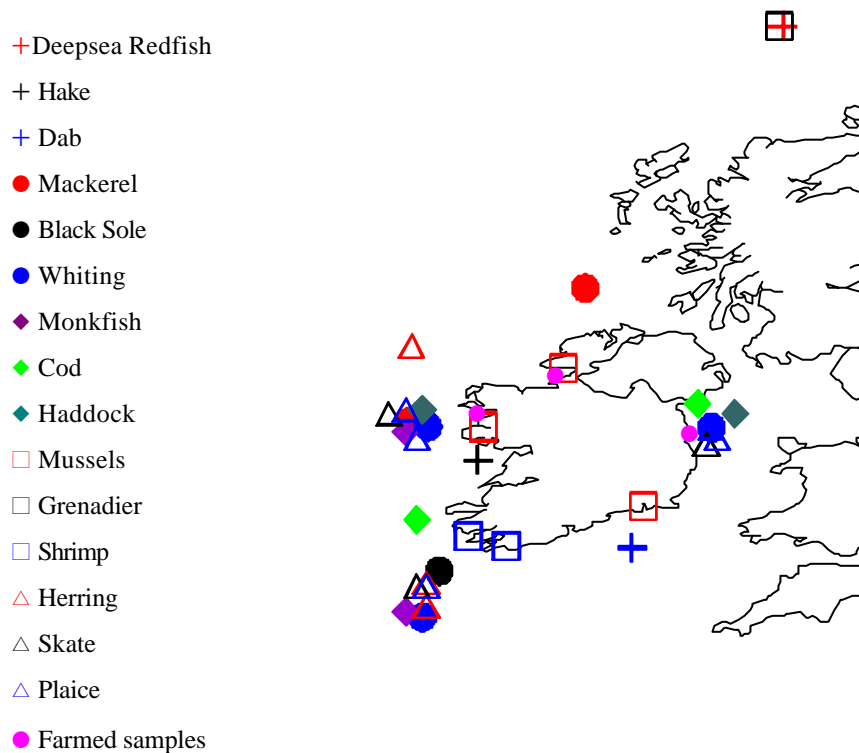 Deepsea Redfish
Hake
Dab
Mackerel
Black Sole
Whiting
Monkfish
Cod
Haddock
Mussels
Grenadier
Shrimp
Herring
Skate
Plaice
Farmed samples